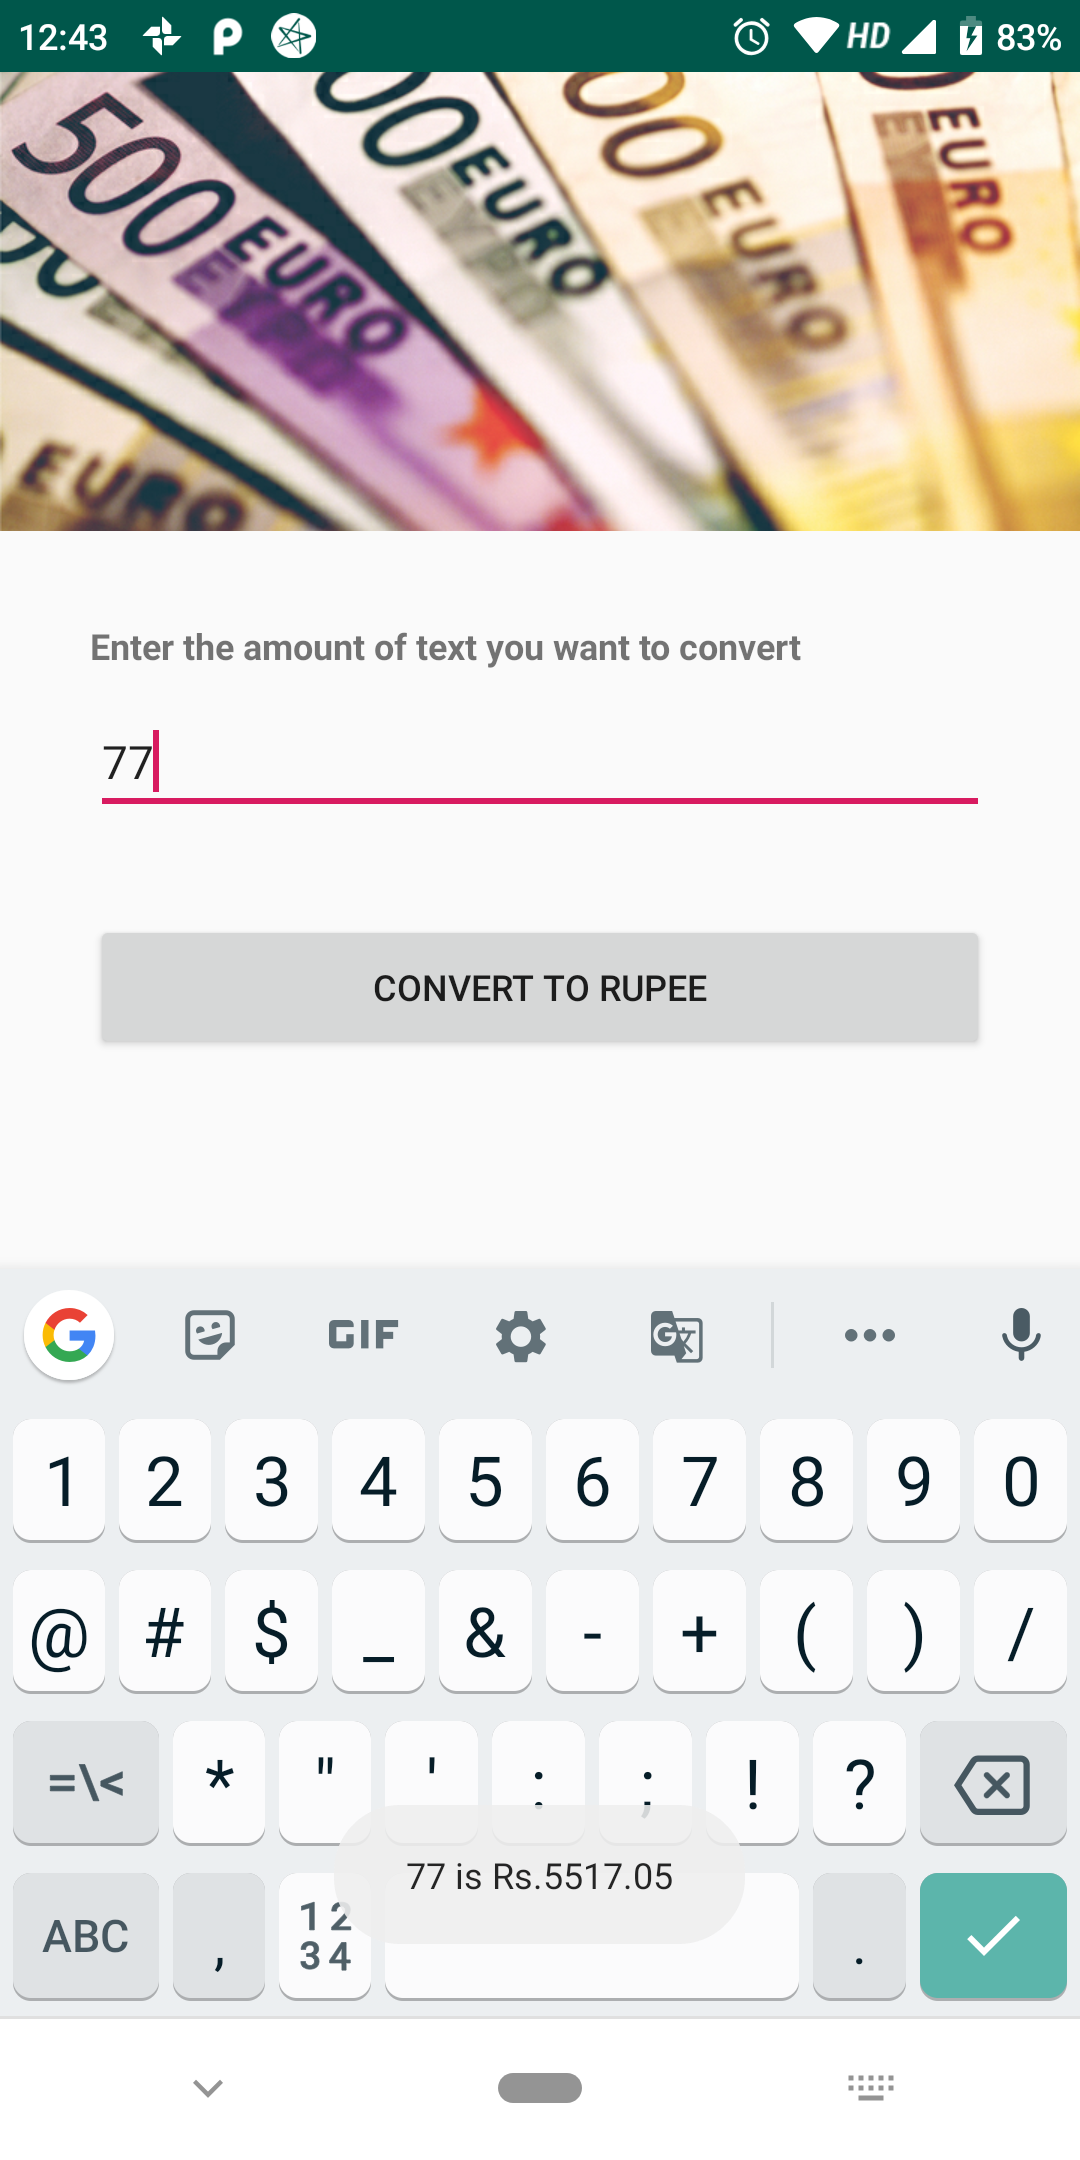 12:43 HD 83%
500 EURO
EYPO
00 EURO
00 EURO
EURO
EURO
Enter the amount of text you want to convert
77
CONVERT TO RUPEE
GIF
1 2 3 4 5 6 7 8 9 0
@ # $ _ & - + ( ) /
=\< * " ' : ; ! ?
77 is Rs.5517.05
ABC , 12 34 .